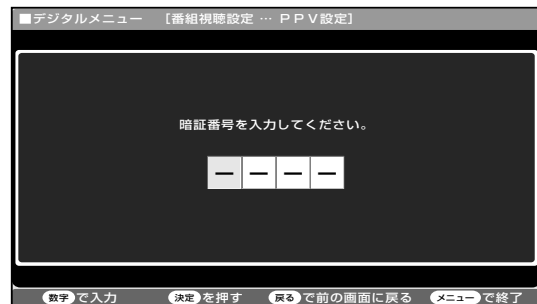 ■デジタルメニュー [番組視聴設定 … PPV設定]
暗証番号を入力してください。
－ － － －
数字で入力 決定を押す 戻るで前の画面に戻る メニューで終了